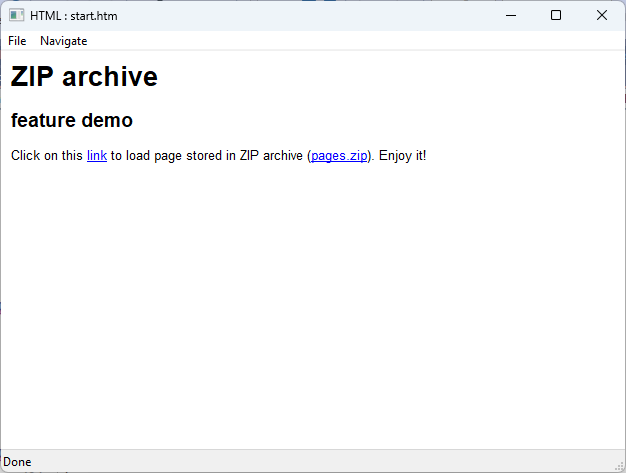 HTML : start.htm
File Navigate
ZIP archive
feature demo
Click on this link to load page stored in ZIP archive (pages.zip). Enjoy it!
Done